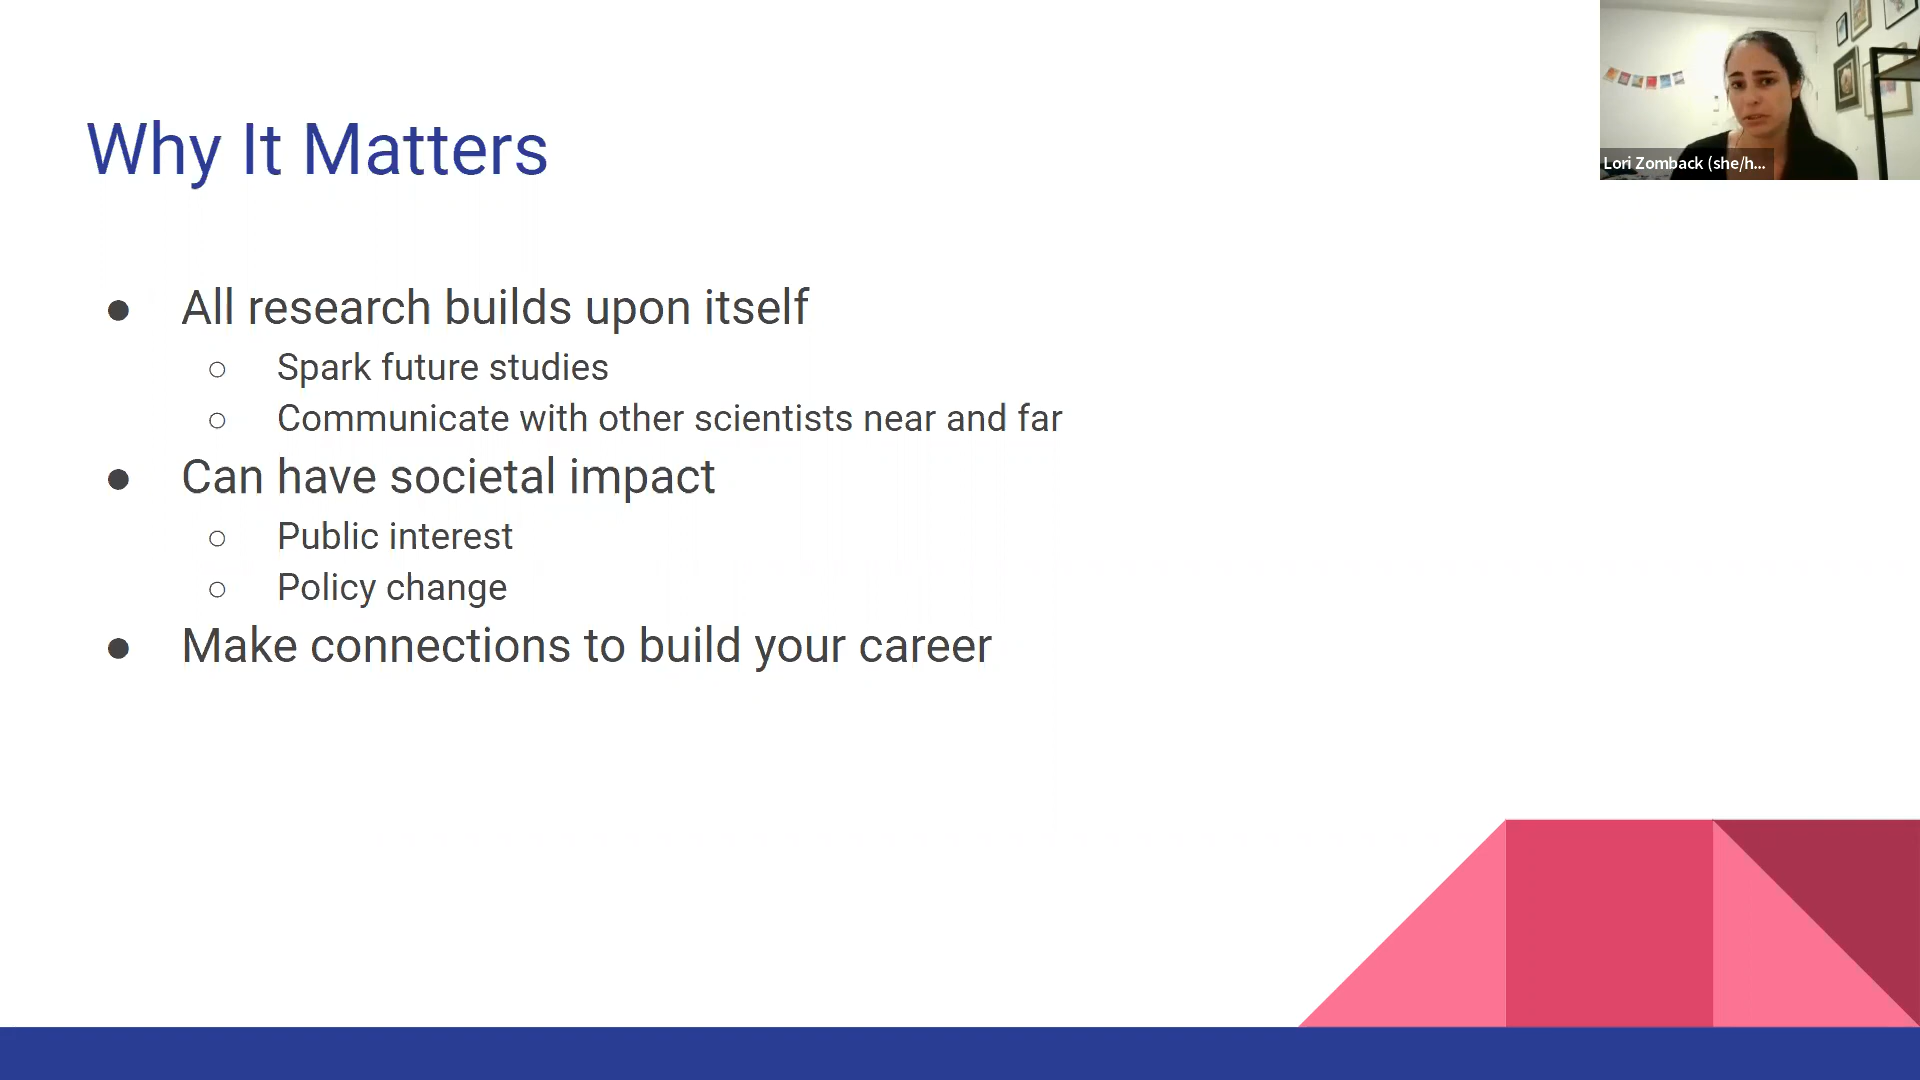 Why It Matters
Lori Zomback (she/h...
● All research builds upon itself
○ Spark future studies
○ Communicate with other scientists near and far
● Can have societal impact
○ Public interest
○ Policy change
● Make connections to build your career